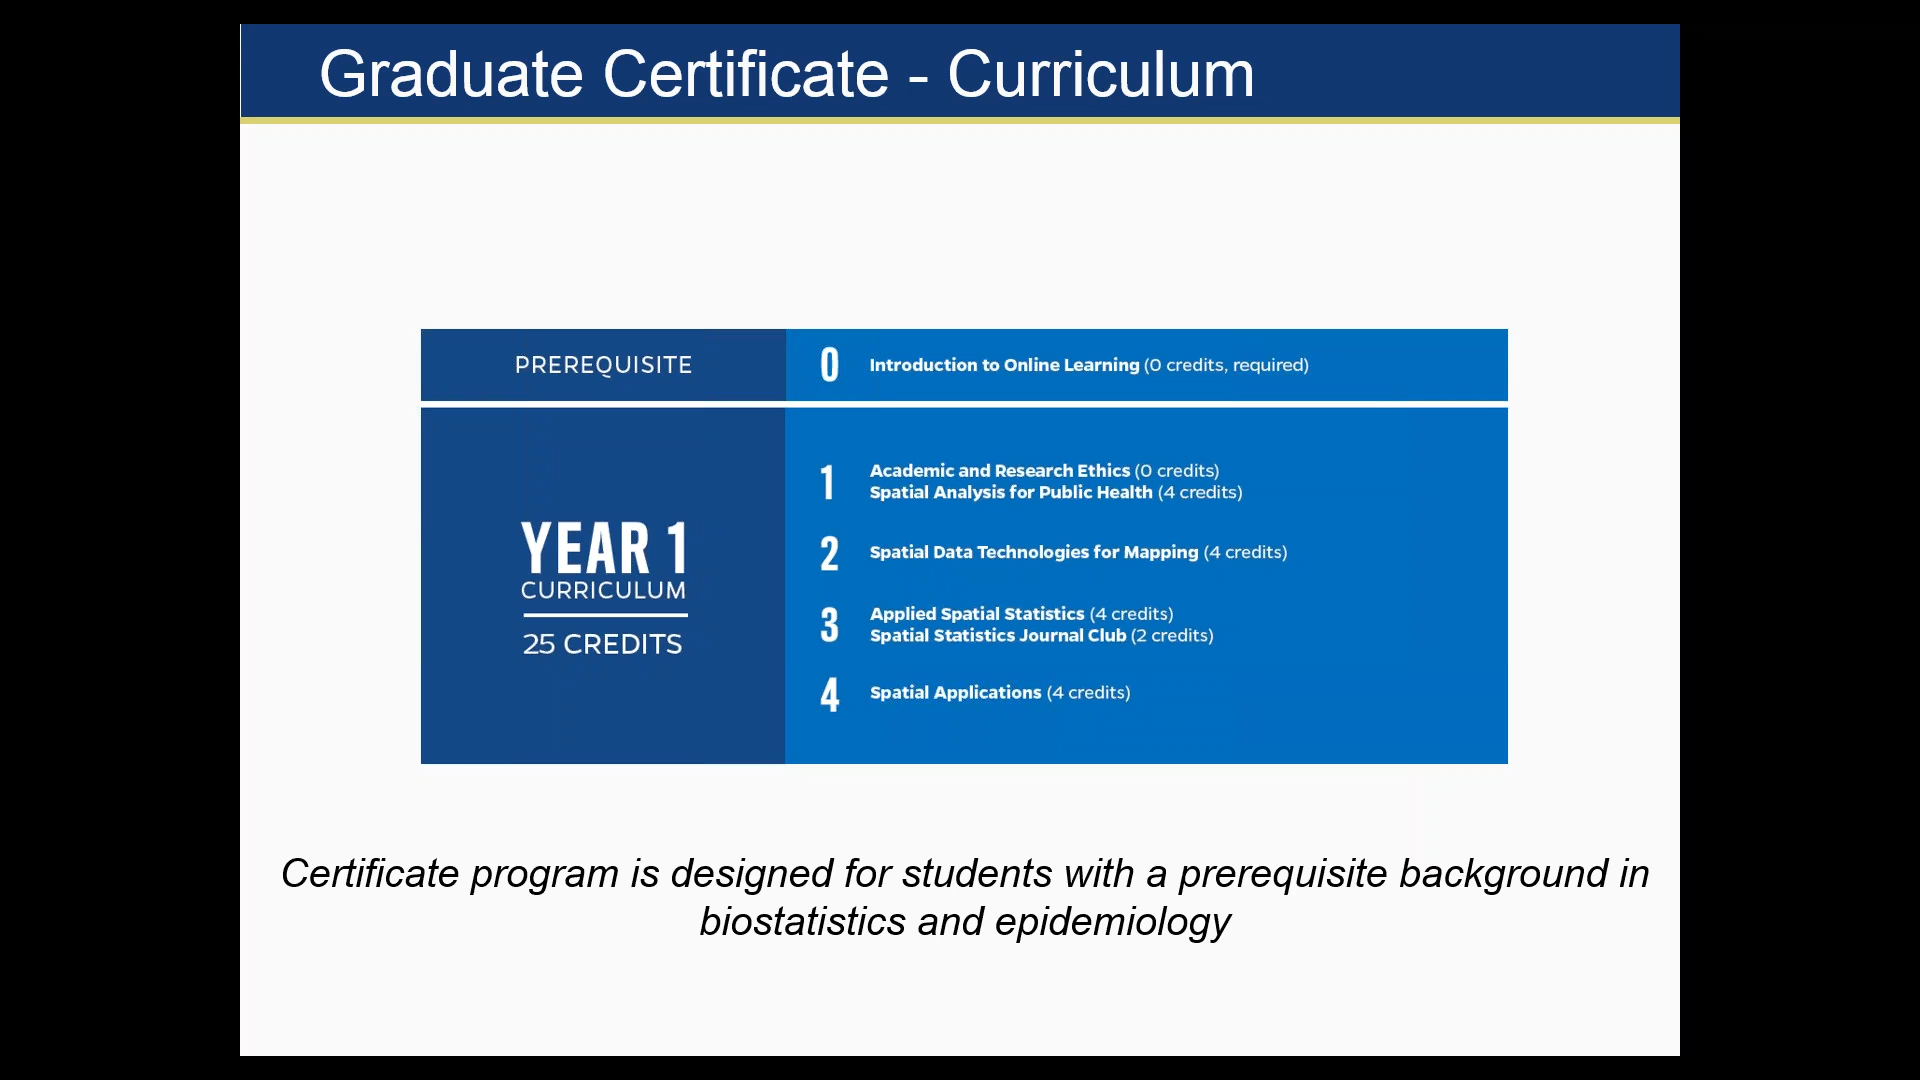 Graduate Certificate - Curriculum
PREREQUISITE
0
Introduction to Online Learning (0 credits, required)
YEAR 1
CURRICULUM
25 CREDITS
1
Academic and Research Ethics (0 credits)
Spatial Analysis for Public Health (4 credits)
2
Spatial Data Technologies for Mapping (4 credits)
3
Applied Spatial Statistics (4 credits)
Spatial Statistics Journal Club (2 credits)
4
Spatial Applications (4 credits)
Certificate program is designed for students with a prerequisite background in
biostatistics and epidemiology